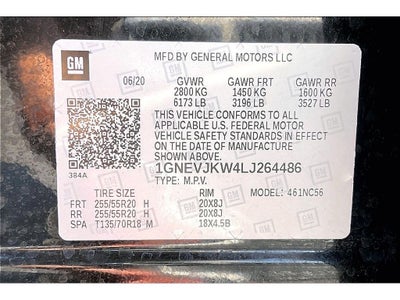 MFD BY GENERAL MOTORS LLC
GM
06/20 GVWR GAWR FRT GAWR RR
2800 KG 1450 KG 1600 KG
6173 LB 3196 LB 3527 LB
THIS VEHICLE CONFORMS TO ALL
APPLICABLE U.S. FEDERAL MOTOR
VEHICLE SAFETY STANDARDS IN EFFECT
ON THE DATE OF MANUFACTURE
SHOWN ABOVE.
384A
1GNEVJKW4LJ264486
TYPE: M.P.V. MODEL: 461NC56
TIRE SIZE RIM
FRT 255/55R20 H 20X8J
RR 255/55R20 H 20X8J
SPA T135/70R18 M 18X4.5B